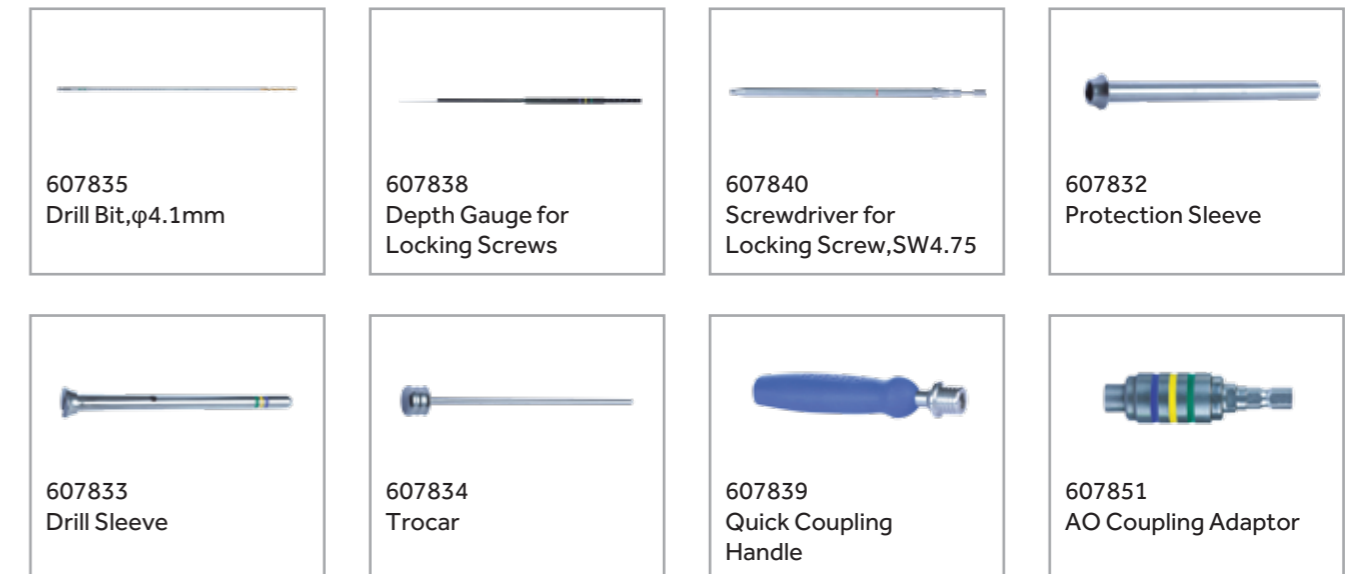 607835
Drill Bit,φ4.1mm
607838
Depth Gauge for
Locking Screws
607840
Screwdriver for
Locking Screw,SW4.75
607832
Protection Sleeve
607833
Drill Sleeve
607834
Trocar
607839
Quick Coupling
Handle
607851
AO Coupling Adaptor